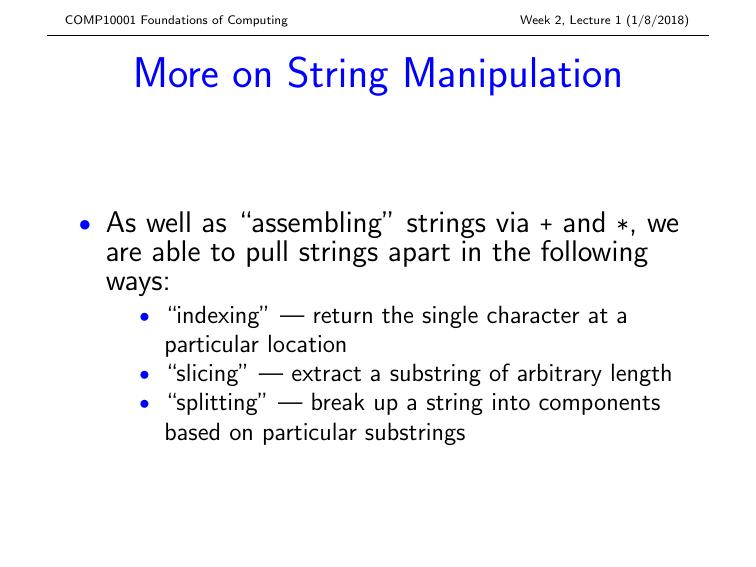 COMP10001 Foundations of Computing Week 2, Lecture 1 (1/8/2018)
More on String Manipulation
• As well as “assembling” strings via + and *, we
are able to pull strings apart in the following
ways:
• “indexing” — return the single character at a
particular location
• “slicing” — extract a substring of arbitrary length
• “splitting” — break up a string into components
based on particular substrings